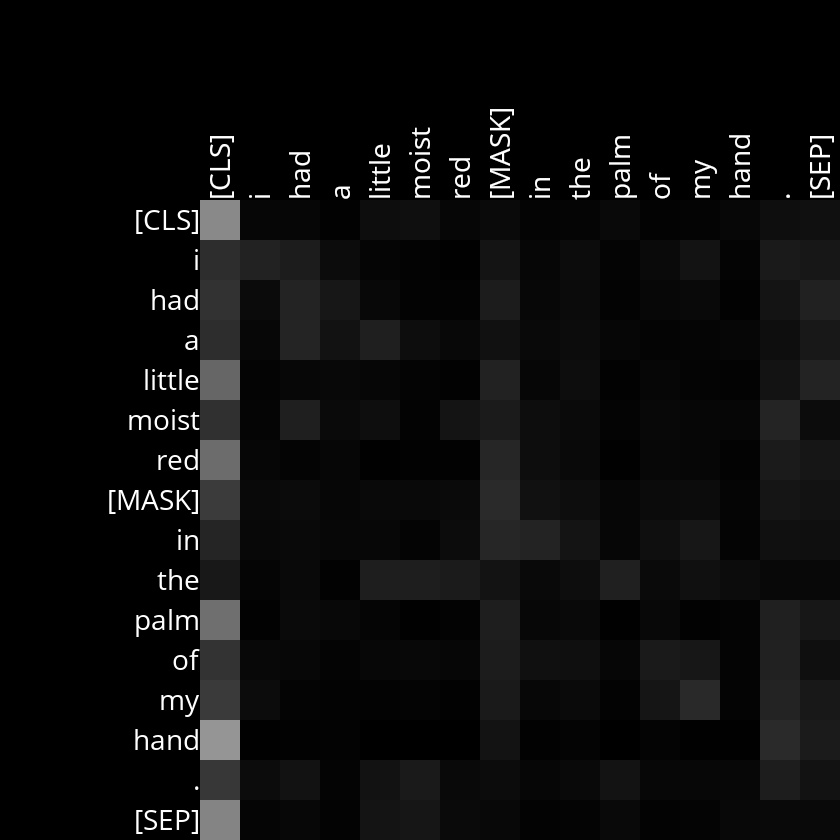 [CLS] i had a little moist red [MASK] in the palm of my hand . [SEP]
[CLS]
i
had
a
little
moist
red
[MASK]
in
the
palm
of
my
hand
.
[SEP]